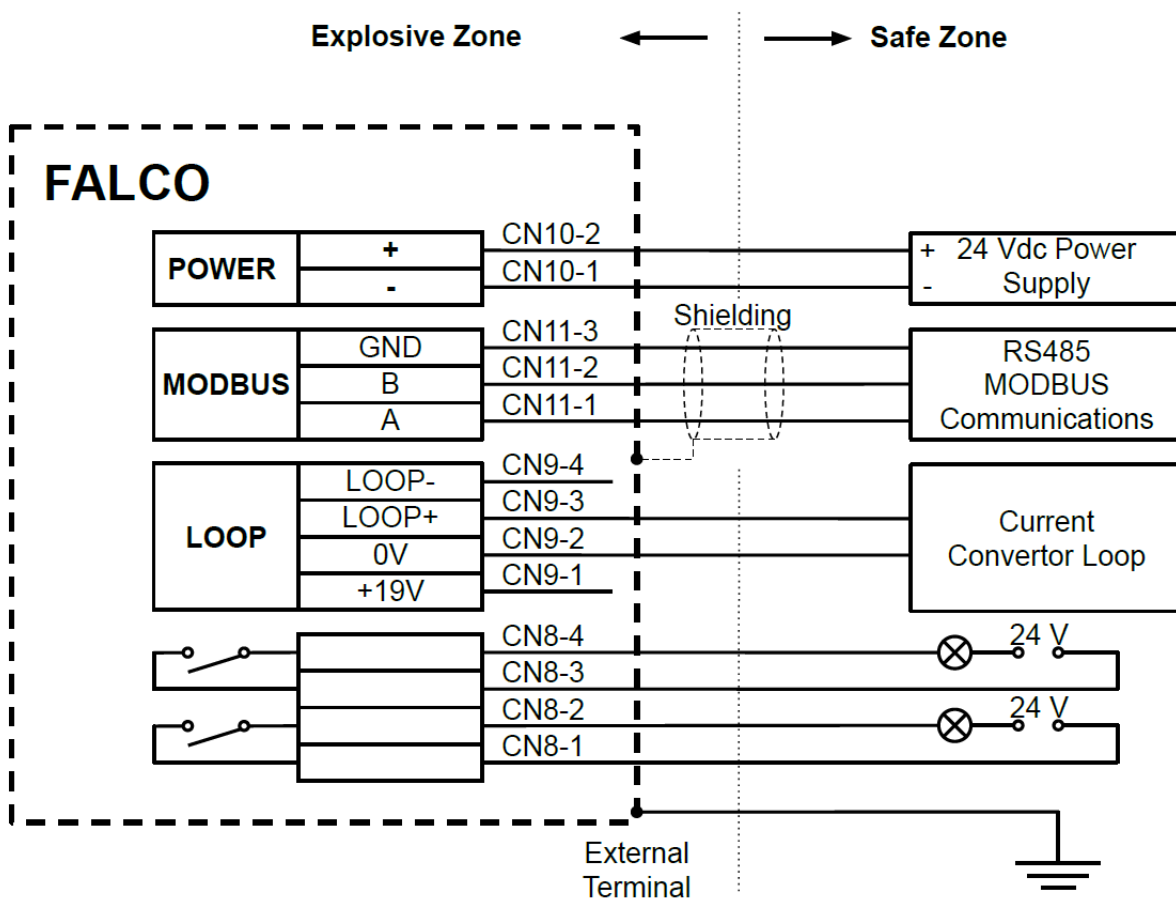 Explosive Zone
Safe Zone
FALCO
POWER
+
-
CN10-2
CN10-1
+ 24 Vdc Power
- Supply
MODBUS
GND
B
A
CN11-3
CN11-2
CN11-1
Shielding
RS485
MODBUS
Communications
LOOP
LOOP-
LOOP+
0V
+19V
CN9-4
CN9-3
CN9-2
CN9-1
Current
Convertor Loop
CN8-4
CN8-3
CN8-2
CN8-1
24 V
24 V
External
Terminal